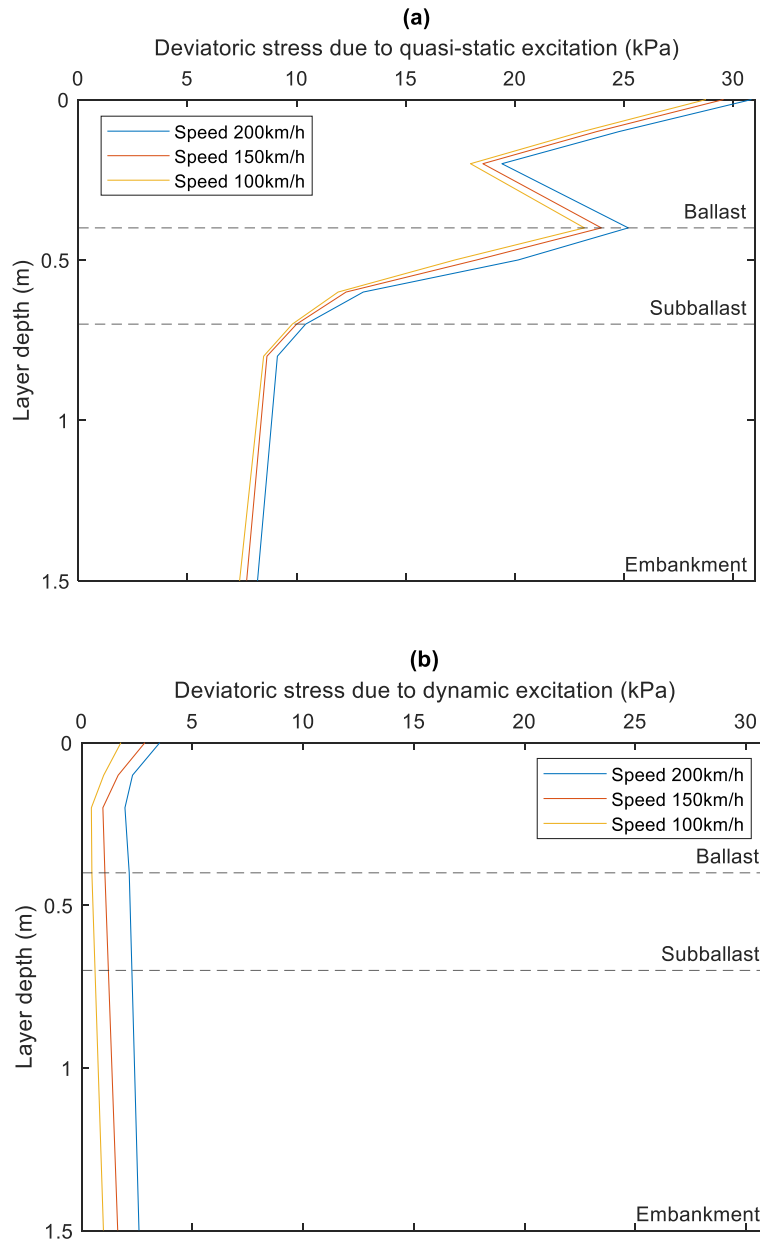 (a)
Deviatoric stress due to quasi-static excitation (kPa)
0 5 10 15 20 25 30
0
Speed 200km/h
Speed 150km/h
Speed 100km/h
Ballast
0.5
Subballast
Layer depth (m)
1
Embankment
1.5
(b)
Deviatoric stress due to dynamic excitation (kPa)
0 5 10 15 20 25 30
0
Speed 200km/h
Speed 150km/h
Speed 100km/h
Ballast
0.5
Subballast
Layer depth (m)
1
Embankment
1.5